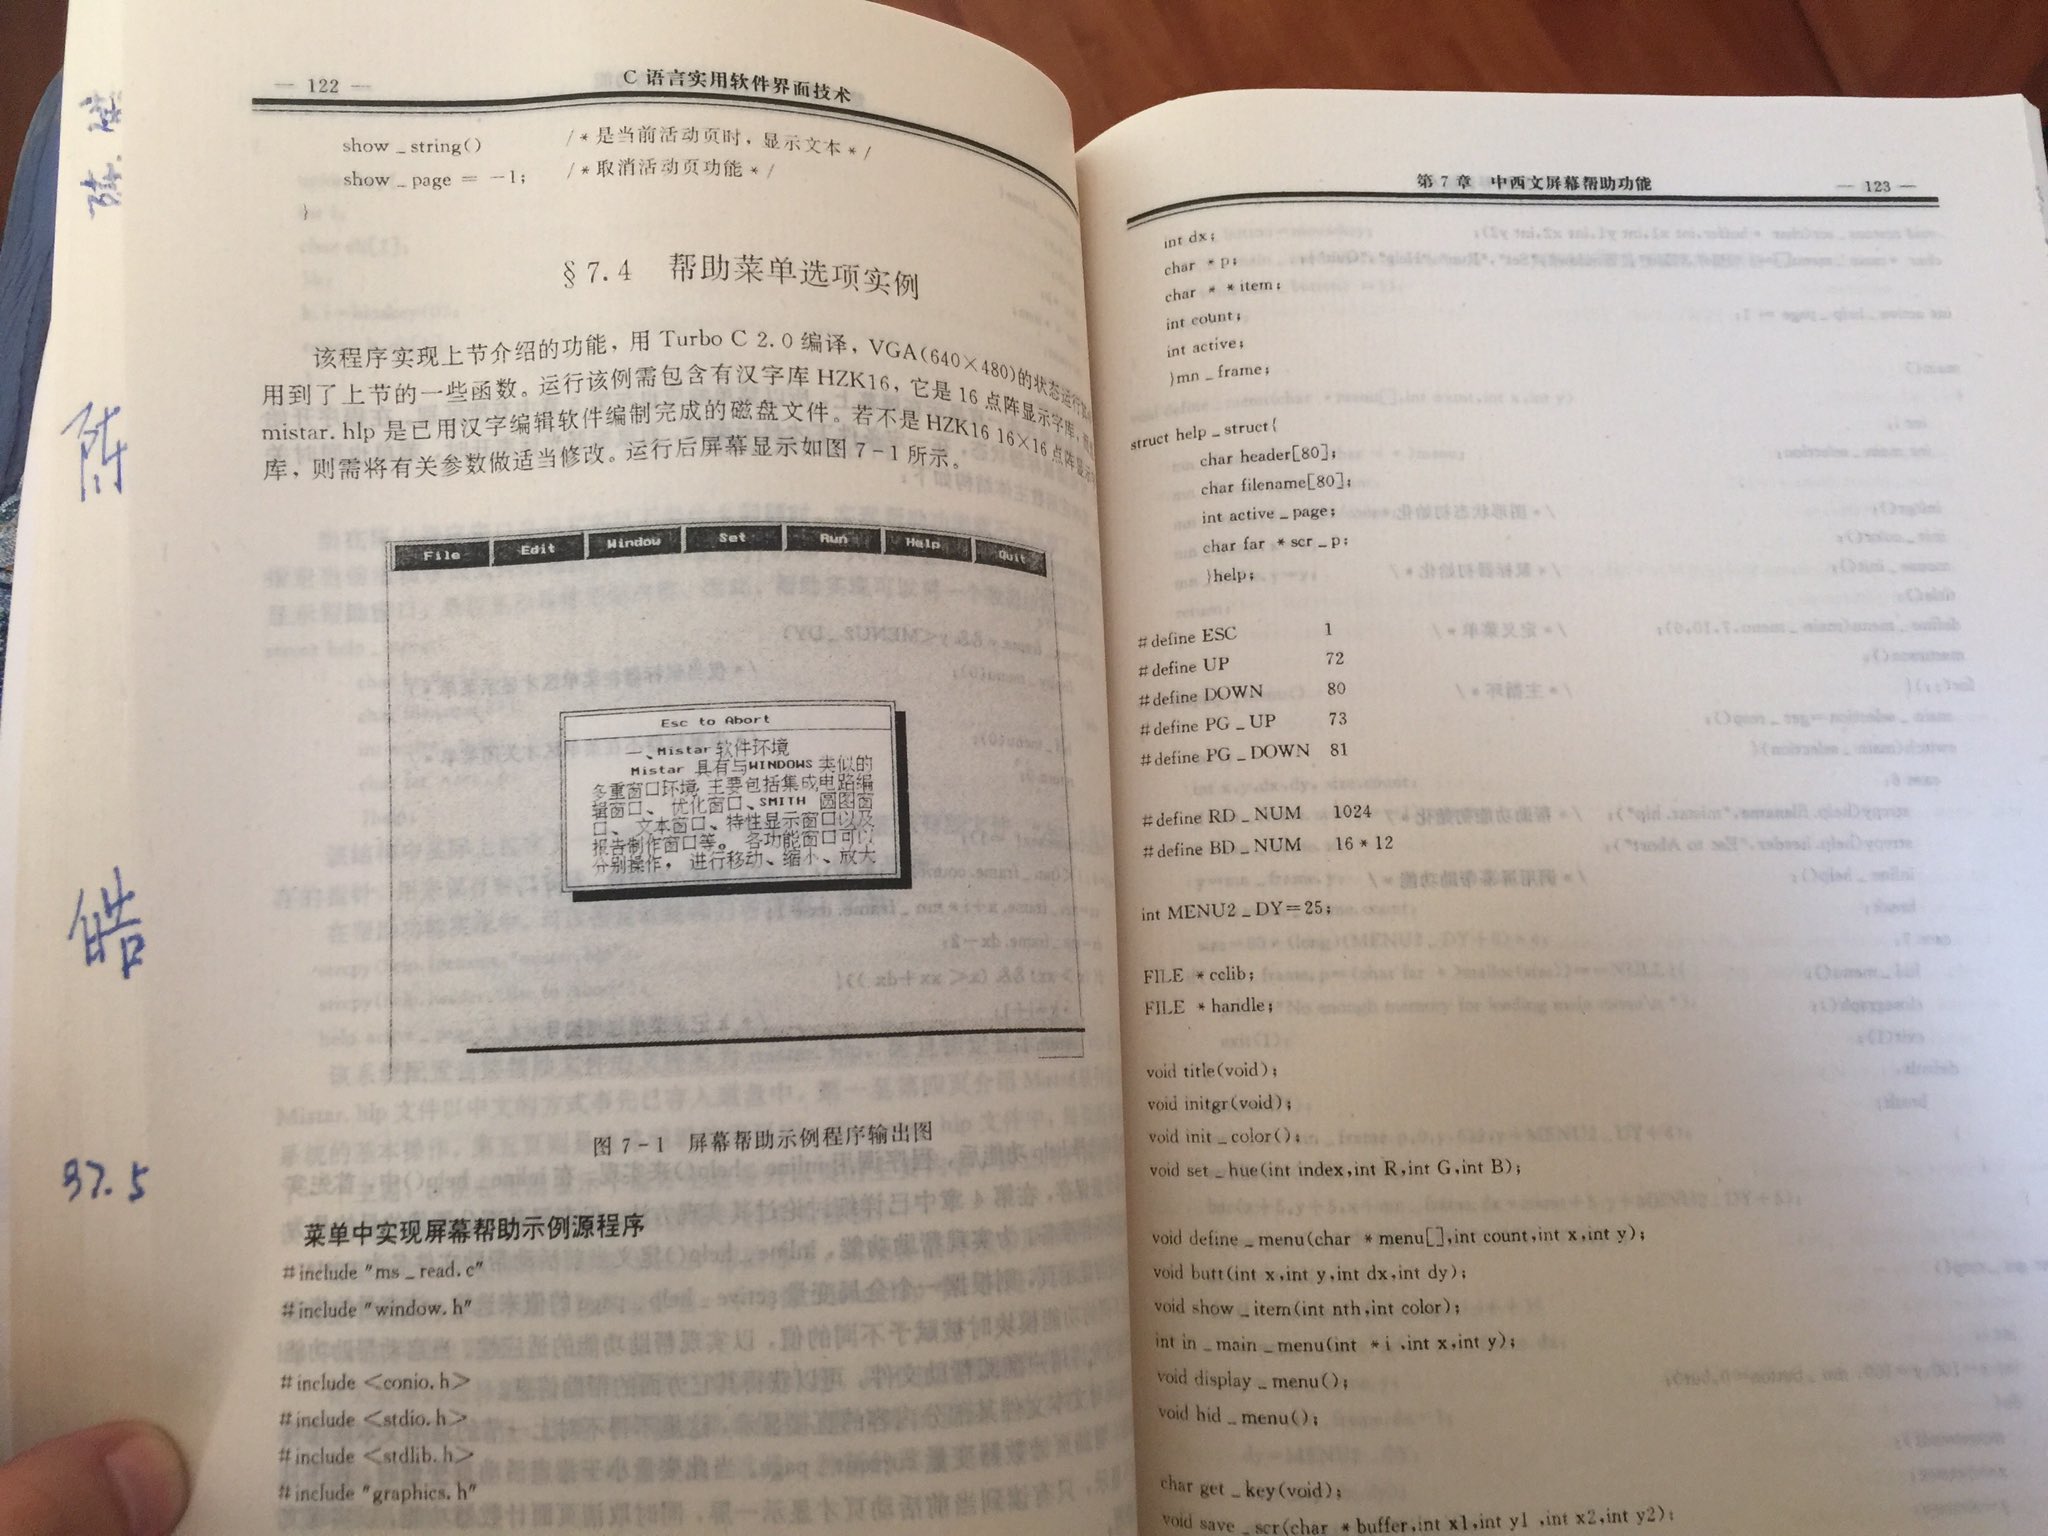 — 122 —
C 语言实用软件界面技术
show _ string() /*是当前活动页时，显示文本*/
show _ page = -1; /*取消活动页功能*/
}
§7.4 帮助菜单选项实例
该程序实现上节介绍的功能，用 Turbo C 2.0 编译，VGA(640×480)的状态运行
用到了上节的一些函数。运行该例需包含有汉字库 HZK16，它是 16 点阵显示字库，
mistar. hlp 是已用汉字编辑软件编制完成的磁盘文件。若不是 HZK16 16×16 点阵显示
库，则需将有关参数做适当修改。运行后屏幕显示如图 7-1 所示。
File Edit Window Set Run Help Quit
Esc to Abort
一、Mistar 软件环境
Mistar 具有与WINDOWS 类似的
多重窗口环境，主要包括集成电路编
辑窗口、优化窗口、SMITH 圆图窗
口、文本窗口、特性显示窗口以及
报告制作窗口等。各功能窗口可以
分别操作，进行移动、缩小、放大
图 7-1 屏幕帮助示例程序输出图
菜单中实现屏幕帮助示例源程序
#include "ms _ read. c"
#include "window. h"
#include <conio. h>
#include <stdio. h>
#include <stdlib. h>
#include "graphics. h"
陈
皓
97.5
第 7 章 中西文屏幕帮助功能
— 123 —
int dx;
char *p;
char * *item;
int count;
int active;
}mn _ frame;
struct help _ struct{
char header[80];
char filename[80];
int active _ page;
char far *scr _ p;
}help;
#define ESC 1
#define UP 72
#define DOWN 80
#define PG _ UP 73
#define PG _ DOWN 81
#define RD _ NUM 1024
#define BD _ NUM 16*12
int MENU2 _ DY=25;
FILE *cclib;
FILE *handle;
void title(void);
void initgr(void);
void init _ color();
void set _ hue(int index,int R,int G,int B);
void define _ menu(char *menu[],int count,int x,int y);
void butt(int x,int y,int dx,int dy);
void show _ item(int nth,int color);
int in _ main _ menu(int *i ,int x,int y);
void display _ menu();
void hid _ menu();
char get _ key(void);
void save _ scr(char *buffer,int x1,int y1 ,int x2,int y2);